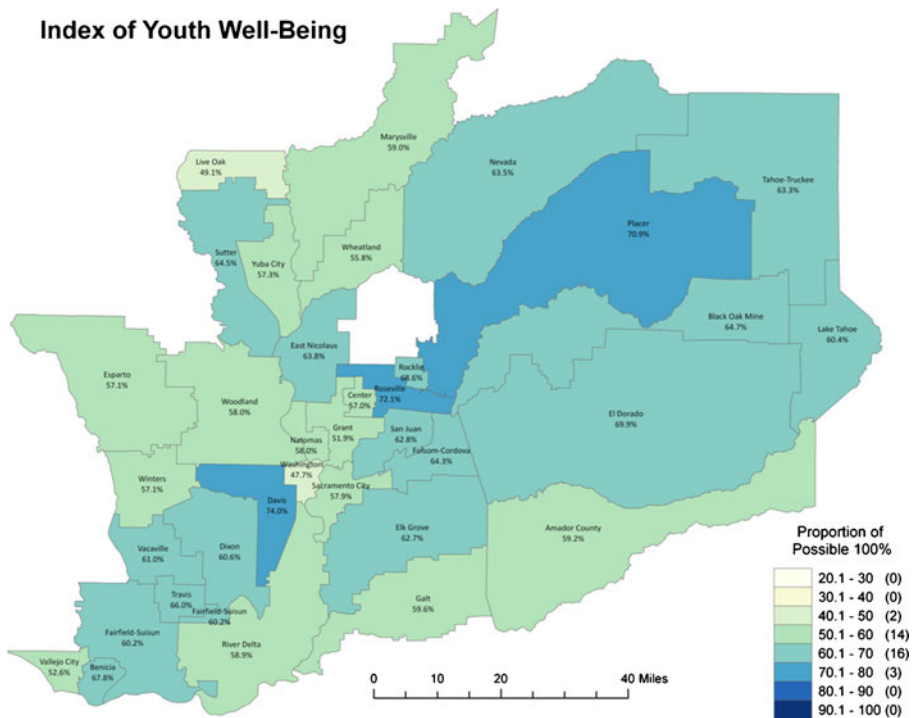 Index of Youth Well-Being
Marysville
59.0%
Live Oak
49.1%
Nevada
63.5%
Tahoe-Truckee
63.3%
Placer
70.9%
Sutter
64.5%
Yuba City
57.3%
Wheatland
55.8%
Black Oak Mine
64.7%
Lake Tahoe
60.4%
East Nicolaus
63.8%
Rocklin
68.6%
Esparto
57.1%
Woodland
58.0%
Roseville
72.1%
Center
57.0%
El Dorado
69.9%
Grant
51.9%
San Juan
62.8%
Natomas
58.0%
Folsom-Cordova
64.3%
Washington
47.7%
Sacramento City
57.9%
Winters
57.1%
Davis
74.0%
Elk Grove
62.7%
Amador County
59.2%
Vacaville
61.0%
Dixon
60.6%
Travis
66.0%
Fairfield-Suisun
60.2%
Galt
59.6%
Fairfield-Suisun
60.2%
River Delta
58.9%
Vallejo City
52.6%
Benicia
67.8%
0 10 20 40 Miles
Proportion of
Possible 100%
20.1 - 30 (0)
30.1 - 40 (0)
40.1 - 50 (2)
50.1 - 60 (14)
60.1 - 70 (16)
70.1 - 80 (3)
80.1 - 90 (0)
90.1 - 100 (0)